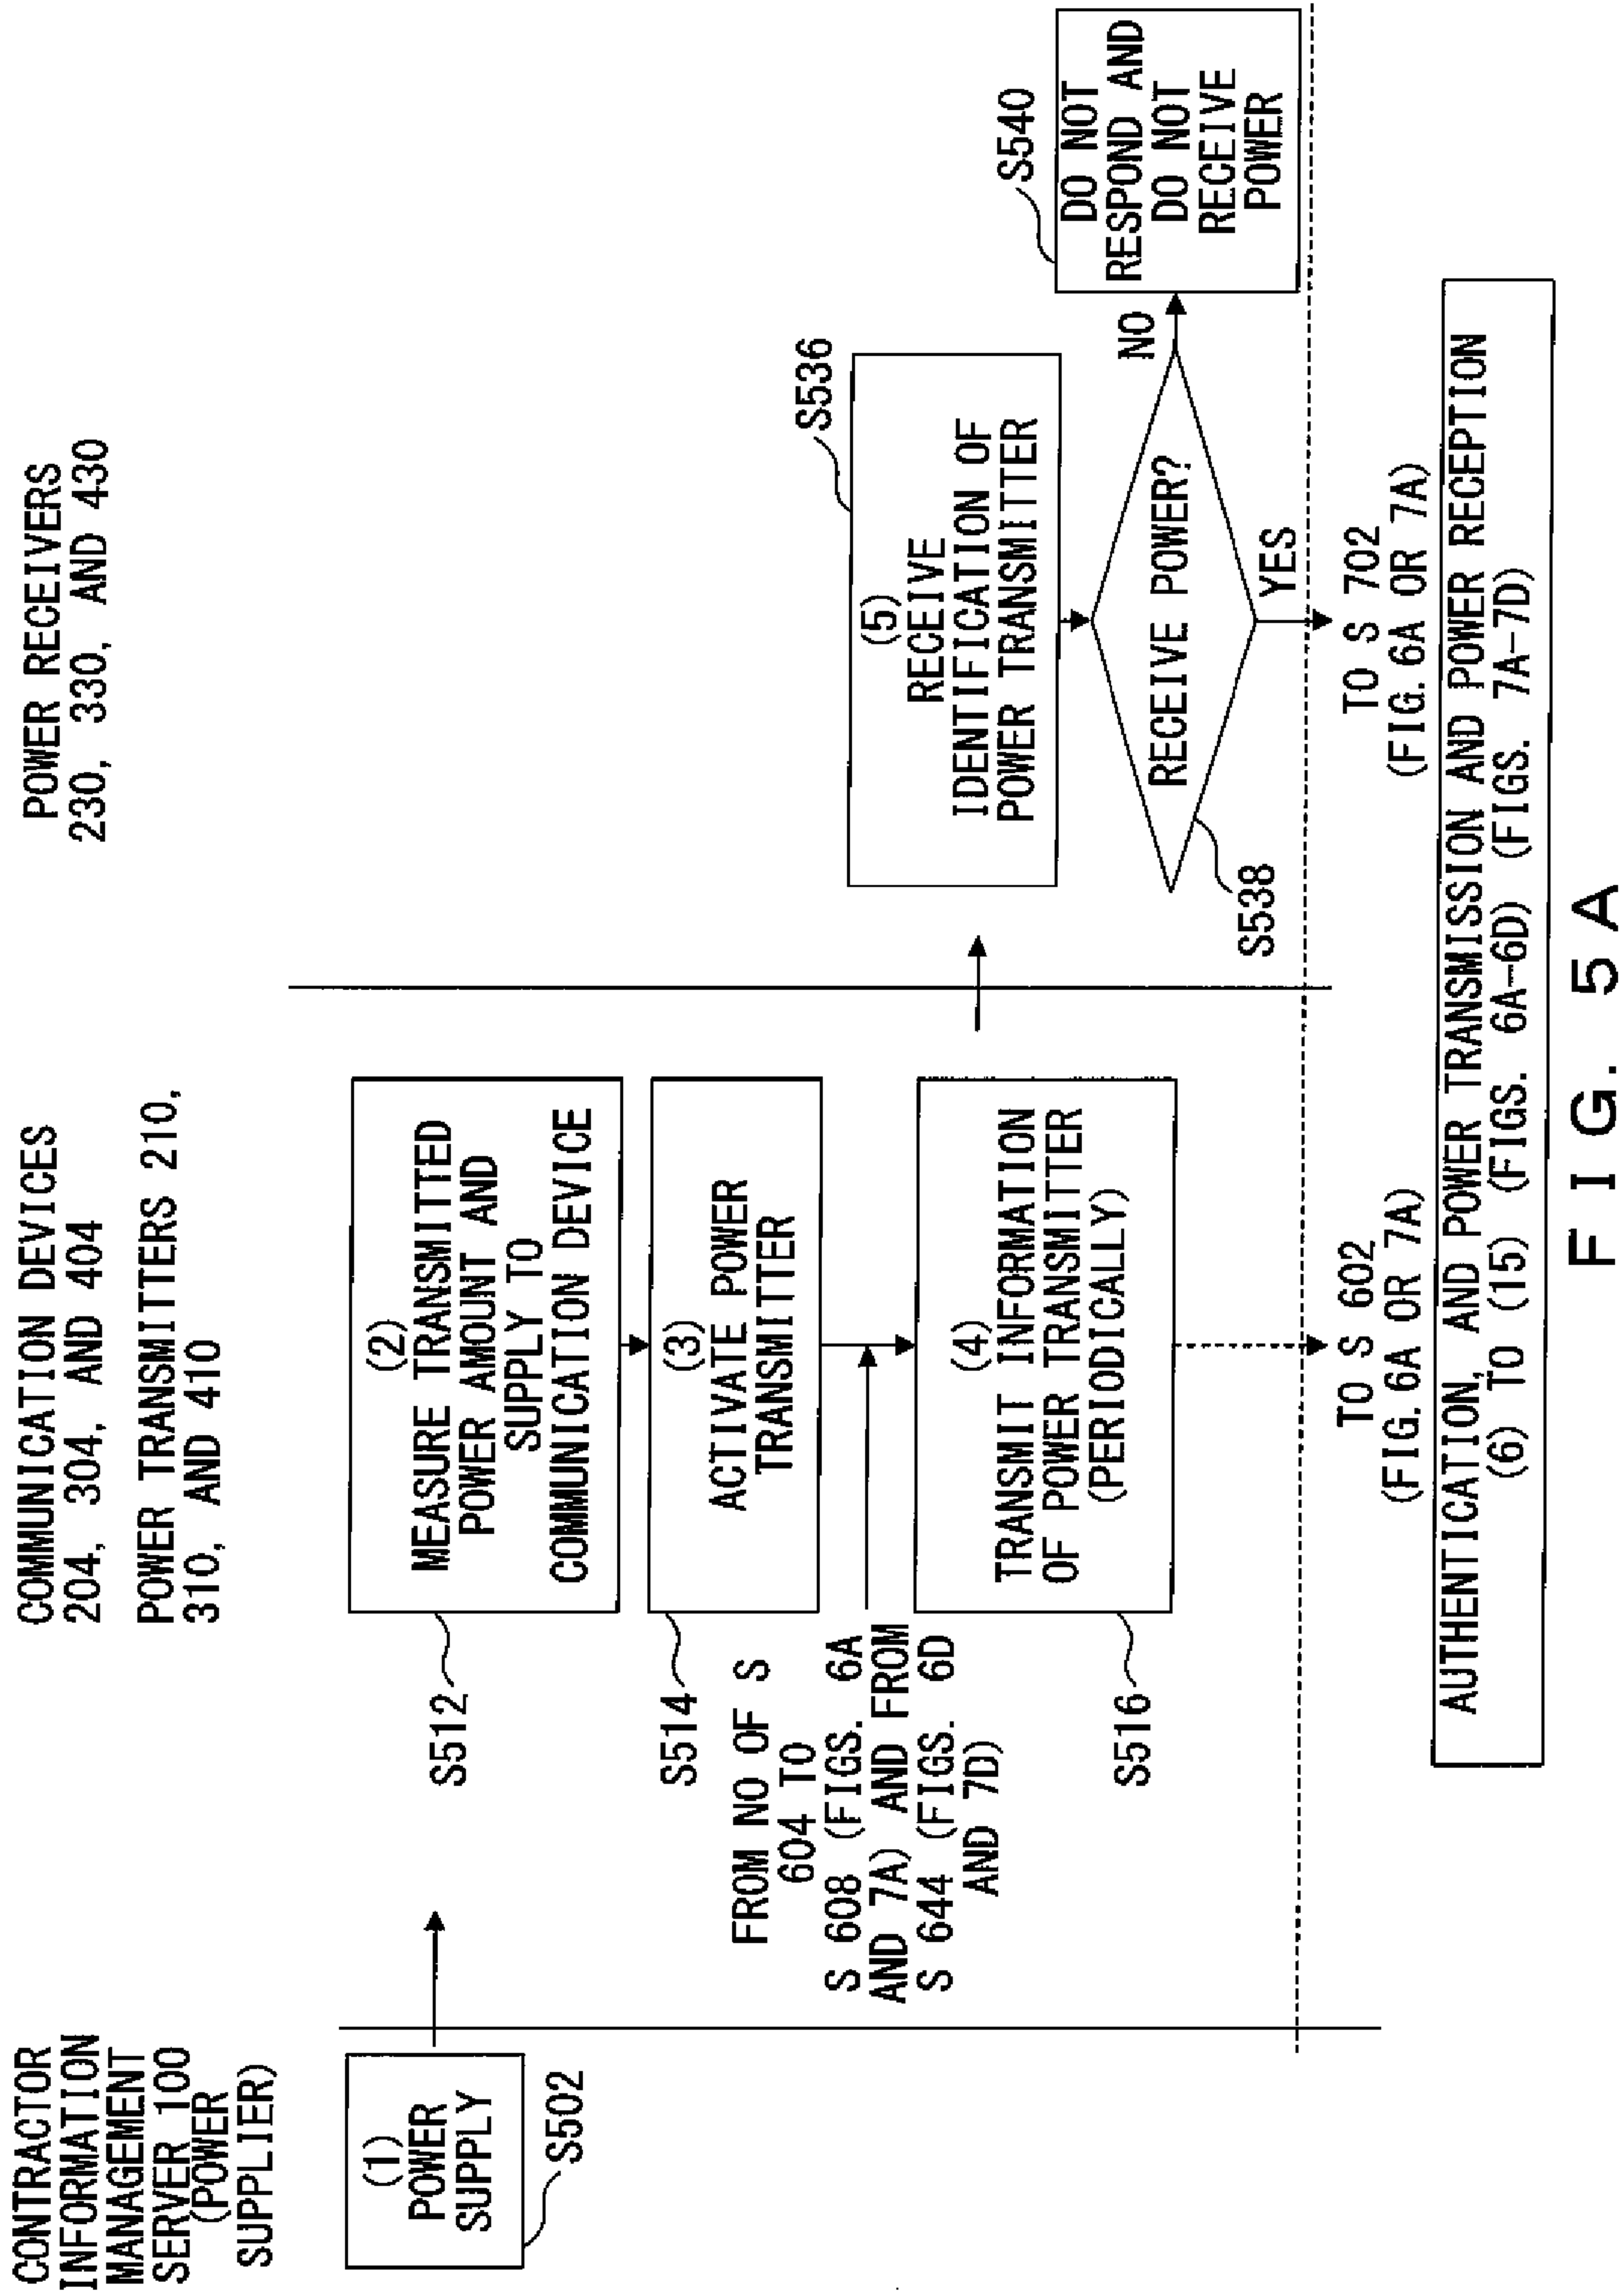 CONTRACTOR
INFORMATION
MANAGEMENT
SERVER 100
(POWER
SUPPLIER)
COMMUNICATION DEVICES
204, 304, AND 404
POWER TRANSMITTERS 210,
310, AND 410
POWER RECEIVERS
230, 330, AND 430
(1)
POWER
SUPPLY
S502
(2)
MEASURE TRANSMITTED
POWER AMOUNT AND
SUPPLY TO
COMMUNICATION DEVICE
S512
(3)
ACTIVATE POWER
TRANSMITTER
S514
FROM NO OF S
604 TO
S 608 (FIGS. 6A
AND 7A) AND FROM
S 644 (FIGS. 6D
AND 7D)
(4)
TRANSMIT INFORMATION
OF POWER TRANSMITTER
(PERIODICALLY)
S516
(5)
RECEIVE
IDENTIFICATION OF
POWER TRANSMITTER
S536
RECEIVE POWER?
S538
NO
YES
S540
DO NOT
RESPOND AND
DO NOT
RECEIVE
POWER
TO S 602
(FIG. 6A OR 7A)
TO S 702
(FIG. 6A OR 7A)
AUTHENTICATION, AND POWER TRANSMISSION AND POWER RECEPTION
(6) TO (15) (FIGS. 6A-6D) (FIGS. 7A-7D)
FIG. 5A